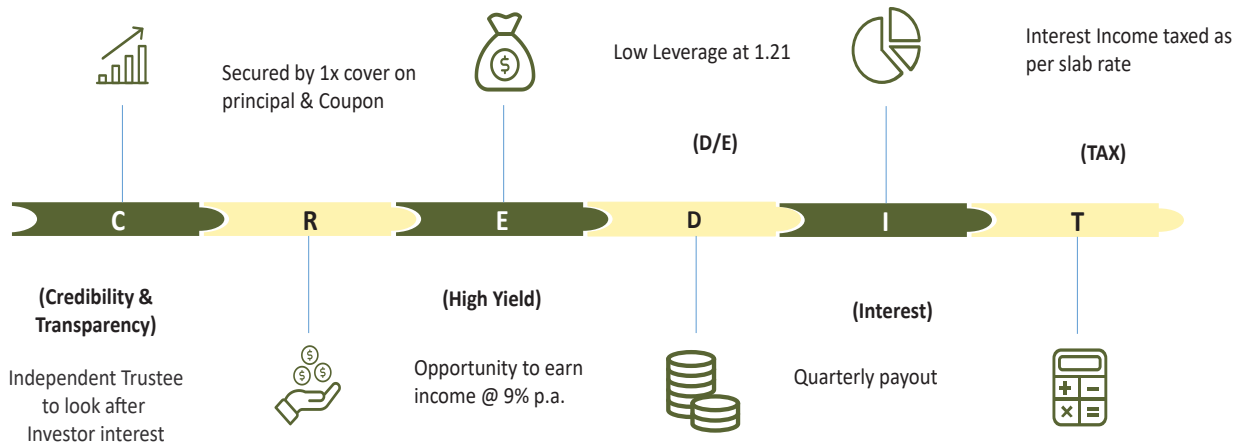 Secured by 1x cover on
principal & Coupon
$
Low Leverage at 1.21
Interest Income taxed as
per slab rate
(D/E)
(TAX)
C
R
E
D
I
T
(Credibility &
Transparency)
Independent Trustee
to look after
Investor interest
$
$ $
(High Yield)
Opportunity to earn
income @ 9% p.a.
(Interest)
Quarterly payout
+ −
× =